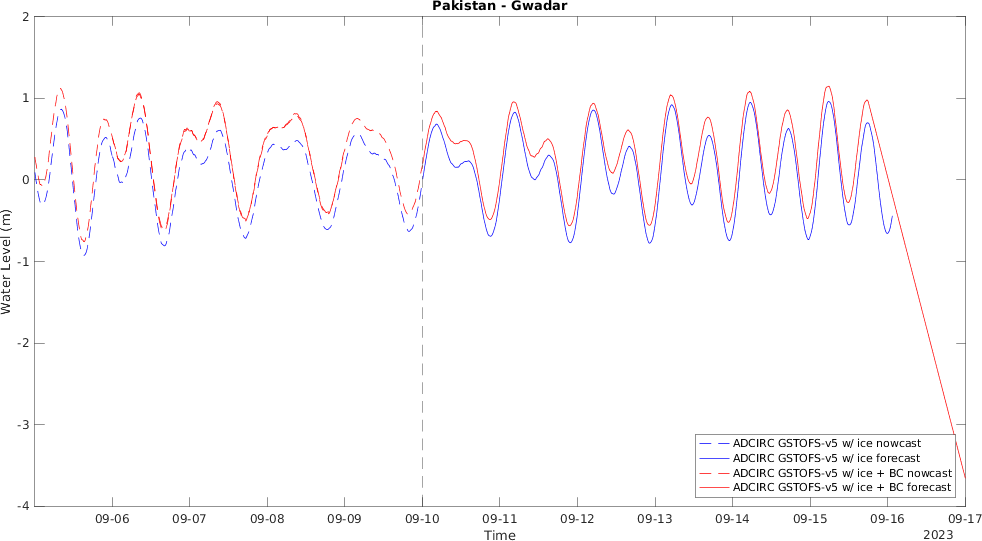 Pakistan - Gwadar
2
1
0
-1
-2
-3
-4
Water Level (m)
ADCIRC GSTOFS-v5 w/ ice nowcast
ADCIRC GSTOFS-v5 w/ ice forecast
ADCIRC GSTOFS-v5 w/ ice + BC nowcast
ADCIRC GSTOFS-v5 w/ ice + BC forecast
09-06 09-07 09-08 09-09 09-10 09-11 09-12 09-13 09-14 09-15 09-16 09-17
Time
2023